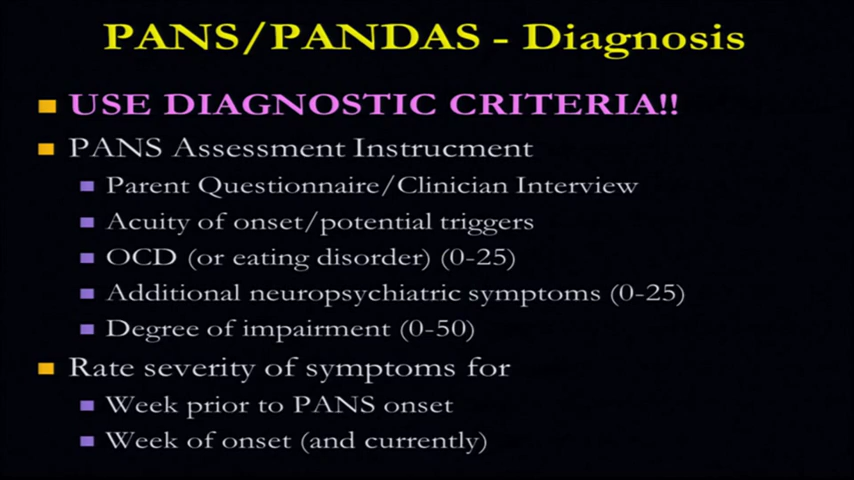 PANS/PANDAS - Diagnosis
USE DIAGNOSTIC CRITERIA!!
PANS Assessment Instrucment
Parent Questionnaire/Clinician Interview
Acuity of onset/potential triggers
OCD (or eating disorder) (0-25)
Additional neuropsychiatric symptoms (0-25)
Degree of impairment (0-50)
Rate severity of symptoms for
Week prior to PANS onset
Week of onset (and currently)